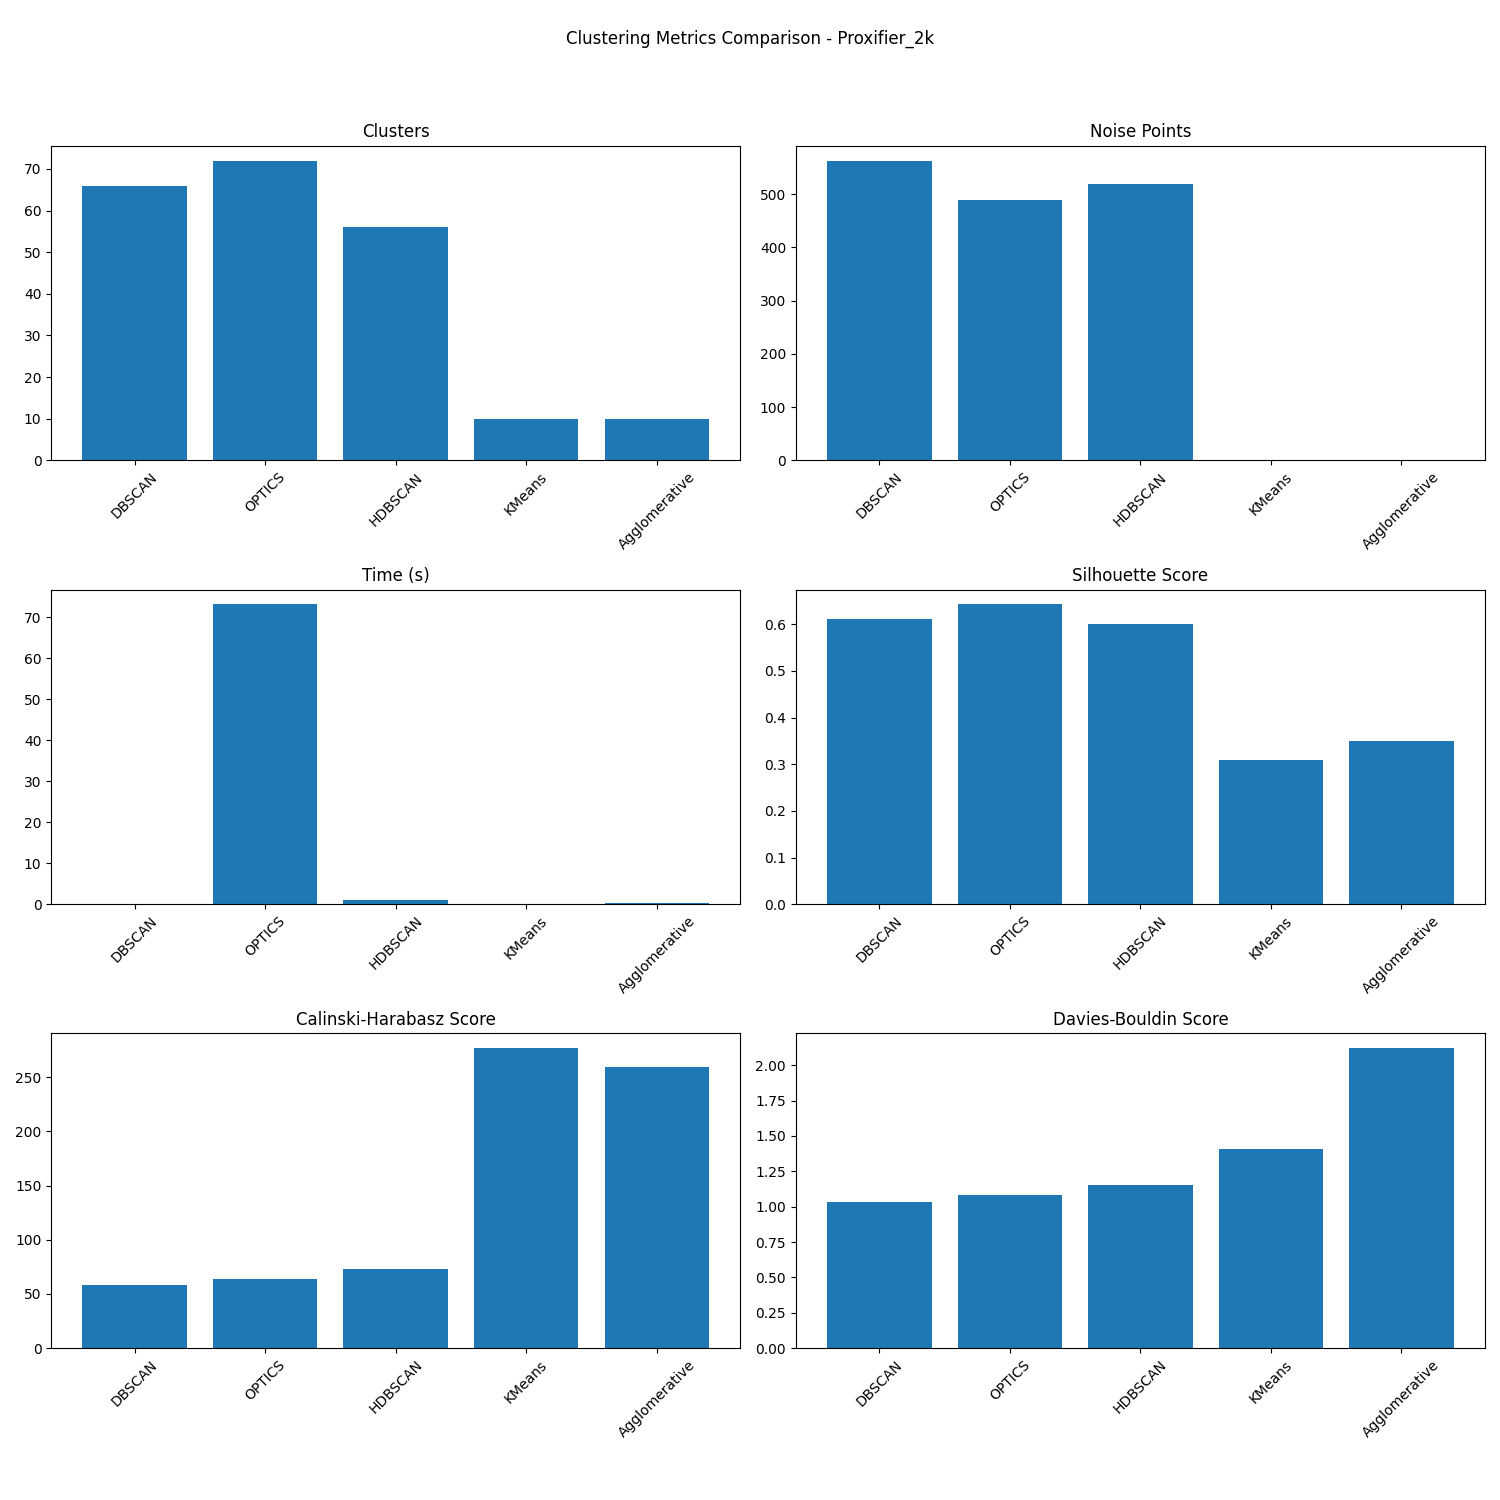 Clustering Metrics Comparison - Proxifier_2k
Clusters
70
60
50
40
30
20
10
0
DBSCAN
OPTICS
HDBSCAN
KMeans
Agglomerative
Noise Points
500
400
300
200
100
0
DBSCAN
OPTICS
HDBSCAN
KMeans
Agglomerative
Time (s)
70
60
50
40
30
20
10
0
DBSCAN
OPTICS
HDBSCAN
KMeans
Agglomerative
Silhouette Score
0.6
0.5
0.4
0.3
0.2
0.1
0.0
DBSCAN
OPTICS
HDBSCAN
KMeans
Agglomerative
Calinski-Harabasz Score
250
200
150
100
50
0
DBSCAN
OPTICS
HDBSCAN
KMeans
Agglomerative
Davies-Bouldin Score
2.00
1.75
1.50
1.25
1.00
0.75
0.50
0.25
0.00
DBSCAN
OPTICS
HDBSCAN
KMeans
Agglomerative